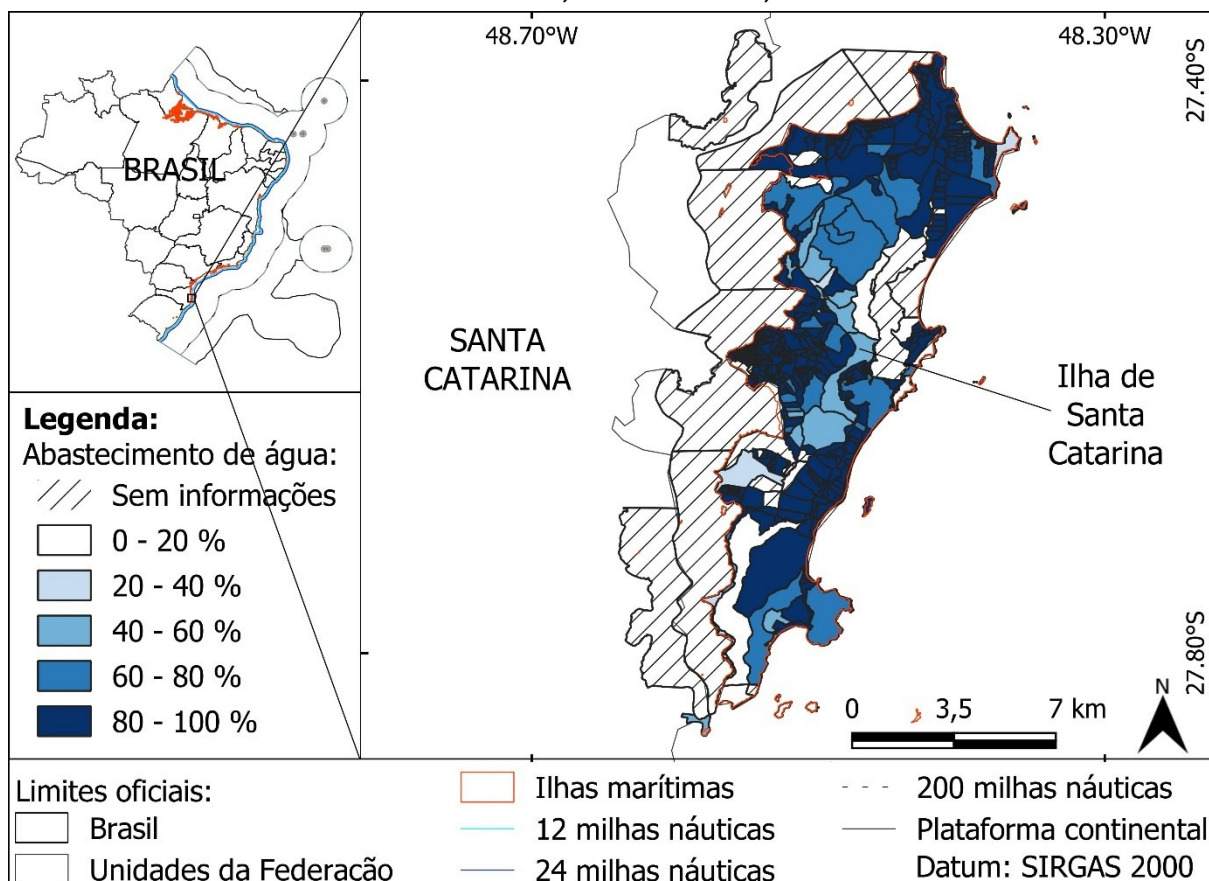 48.70°W
48.30°W
27.40°S
BRASIL
SANTA
CATARINA
Ilha de
Santa
Catarina
27.80°S
Legenda:
Abastecimento de água:
Sem informações
0 - 20 %
20 - 40 %
40 - 60 %
60 - 80 %
80 - 100 %
0 3,5 7 km
N
Limites oficiais:
Brasil
Unidades da Federação
Ilhas marítimas
12 milhas náuticas
24 milhas náuticas
200 milhas náuticas
Plataforma continental
Datum: SIRGAS 2000